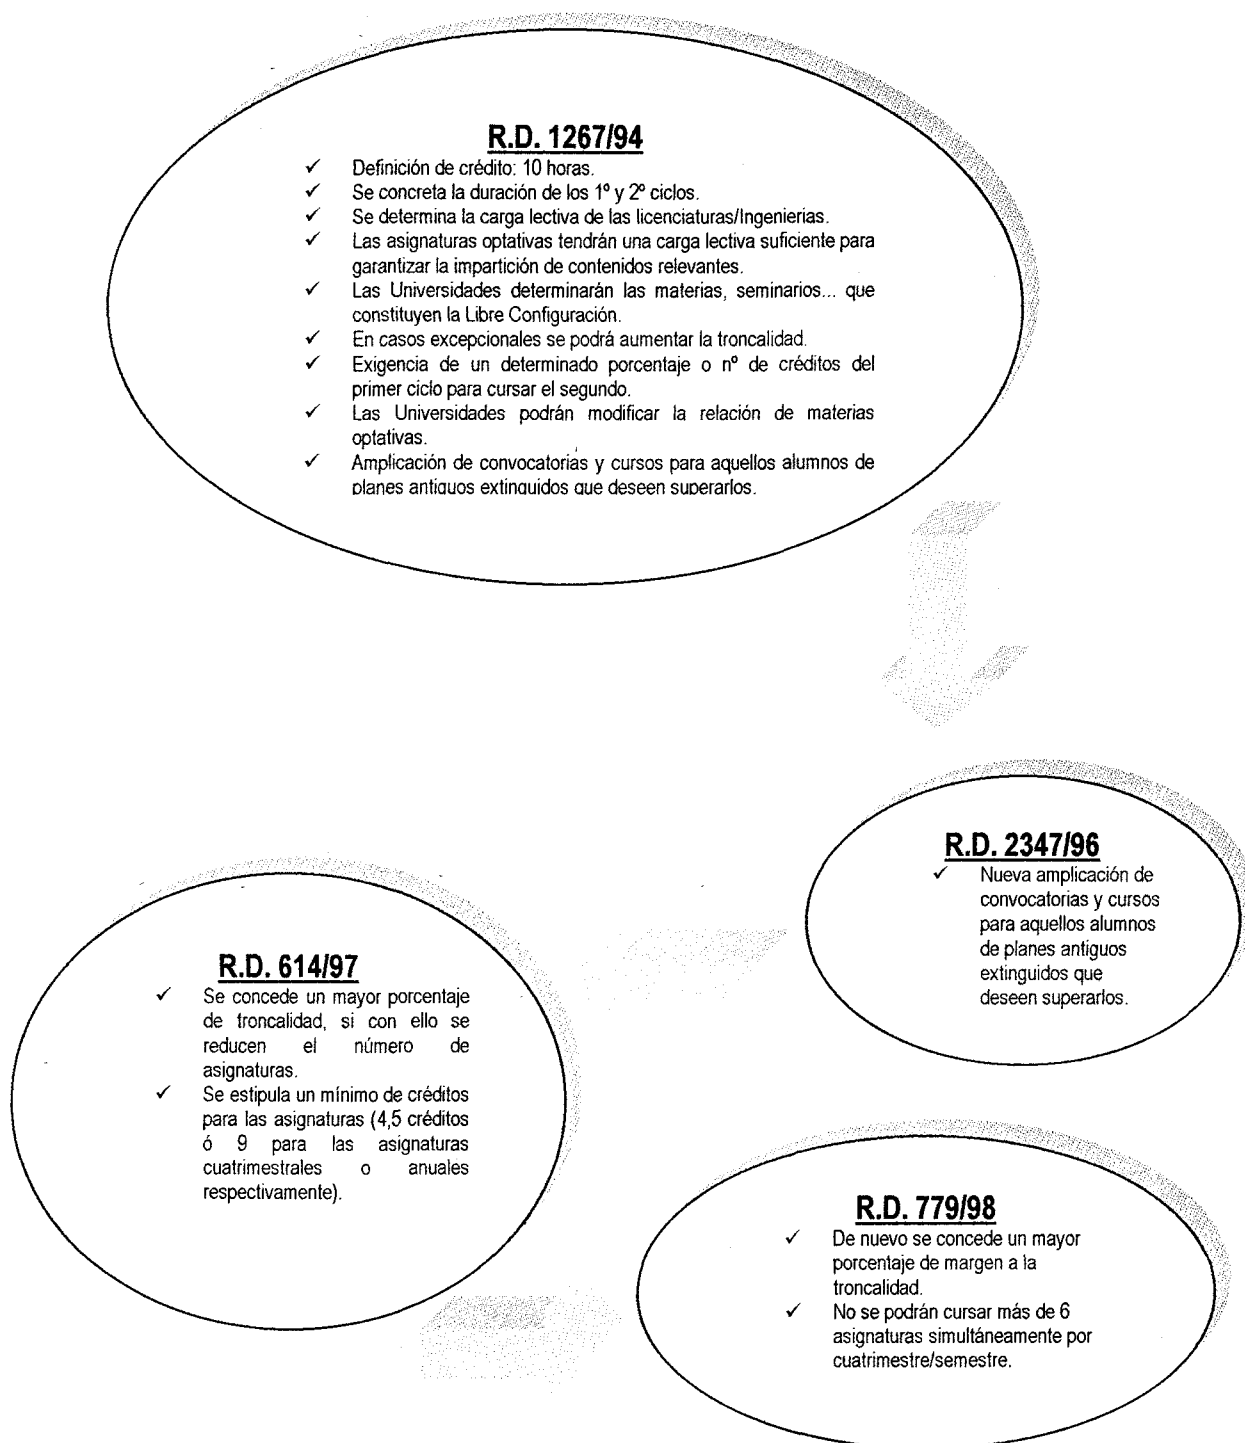 R.D. 1267/94
✓ Definición de crédito: 10 horas.
✓ Se concreta la duración de los 1º y 2º ciclos.
✓ Se determina la carga lectiva de las licenciaturas/Ingenierias.
✓ Las asignaturas optativas tendrán una carga lectiva suficiente para
garantizar la impartición de contenidos relevantes.
✓ Las Universidades determinarán las materias, seminarios... que
constituyen la Libre Configuración.
✓ En casos excepcionales se podrá aumentar la troncalidad.
✓ Exigencia de un determinado porcentaje o nº de créditos del
primer ciclo para cursar el segundo.
✓ Las Universidades podrán modificar la relación de materias
optativas.
✓ Amplicación de convocatorias y cursos para aquellos alumnos de
planes antiguos extinguidos que deseen superarlos.
R.D. 2347/96
✓ Nueva amplicación de
convocatorias y cursos
para aquellos alumnos
de planes antiguos
extinguidos que
deseen superarlos.
R.D. 614/97
✓ Se concede un mayor porcentaje
de troncalidad, si con ello se
reducen el número de
asignaturas.
✓ Se estipula un mínimo de créditos
para las asignaturas (4,5 créditos
ó 9 para las asignaturas
cuatrimestrales o anuales
respectivamente).
R.D. 779/98
✓ De nuevo se concede un mayor
porcentaje de margen a la
troncalidad.
✓ No se podrán cursar más de 6
asignaturas simultáneamente por
cuatrimestre/semestre.